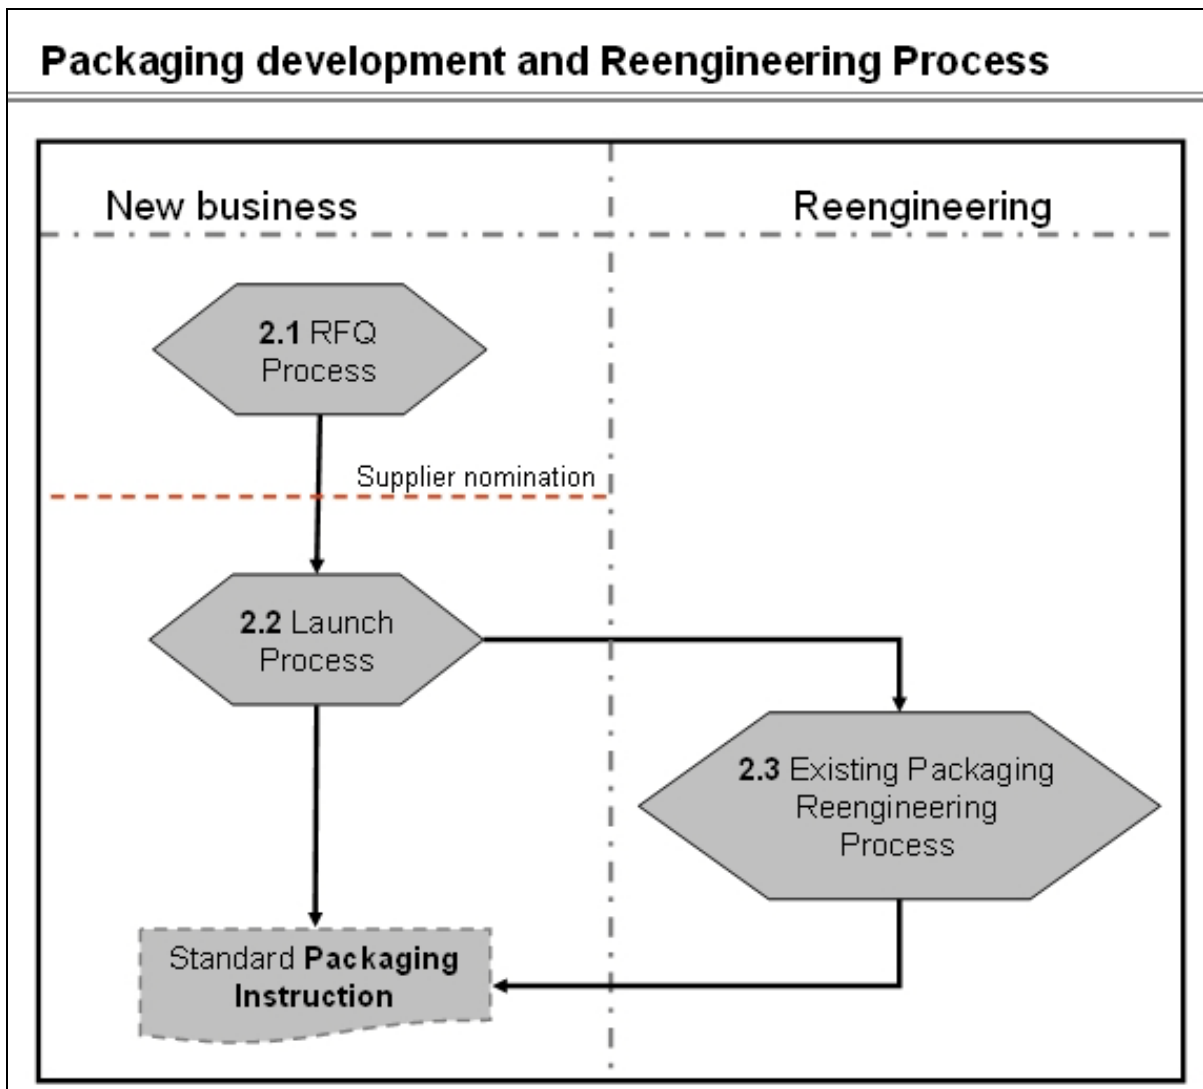 Packaging development and Reengineering Process
New business
Reengineering
2.1 RFQ
Process
Supplier nomination
2.2 Launch
Process
2.3 Existing Packaging
Reengineering
Process
Standard Packaging
Instruction